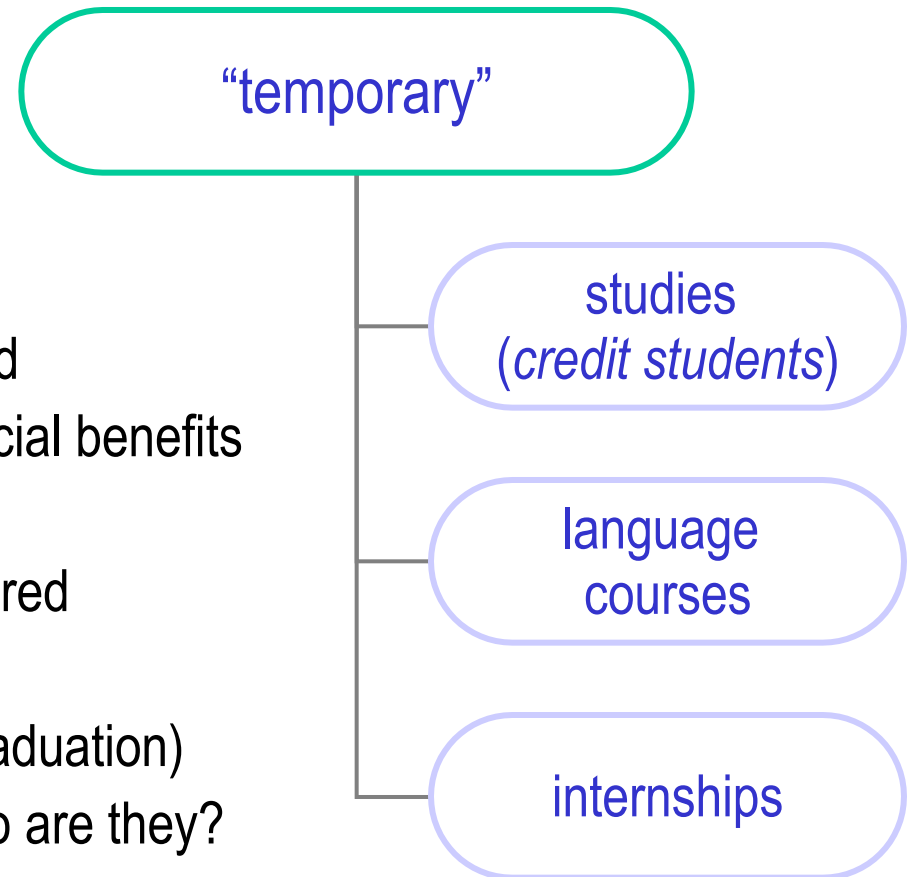 “temporary”
d
cial benefits
red
aduation)
o are they?
studies
(credit students)
language
courses
internships